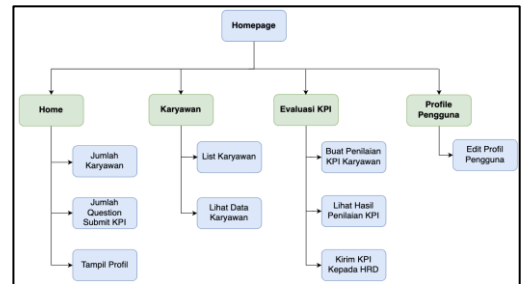 Homepage
Home
Karyawan
Evaluasi KPI
Profile
Pengguna
Jumlah
Karyawan
List Karyawan
Buat Penilaian
KPI Karyawan
Edit Profil
Pengguna
Jumlah
Question
Submit KPI
Lihat Data
Karyawan
Lihat Hasil
Penilaian KPI
Tampil Profil
Kirim KPI
Kepada HRD